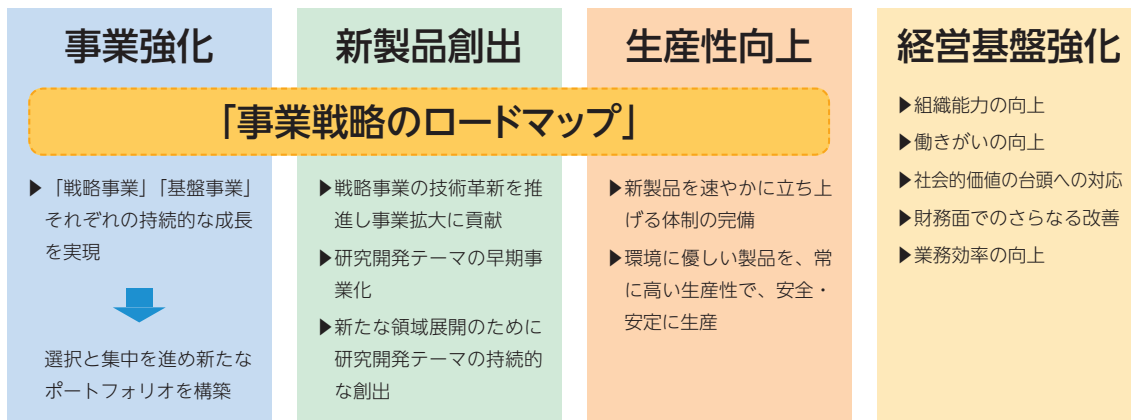 事業強化
新製品創出
生産性向上
経営基盤強化
「事業戦略のロードマップ」
▶「戦略事業」「基盤事業」
それぞれの持続的な成長
を実現
選択と集中を進め新たな
ポートフォリオを構築
▶戦略事業の技術革新を推
進し事業拡大に貢献
▶研究開発テーマの早期事
業化
▶新たな領域展開のために
研究開発テーマの持続的
な創出
▶新製品を速やかに立ち上
げる体制の完備
▶環境に優しい製品を、常
に高い生産性で、安全・
安定に生産
▶組織能力の向上
▶働きがいの向上
▶社会的価値の台頭への対応
▶財務面でのさらなる改善
▶業務効率の向上